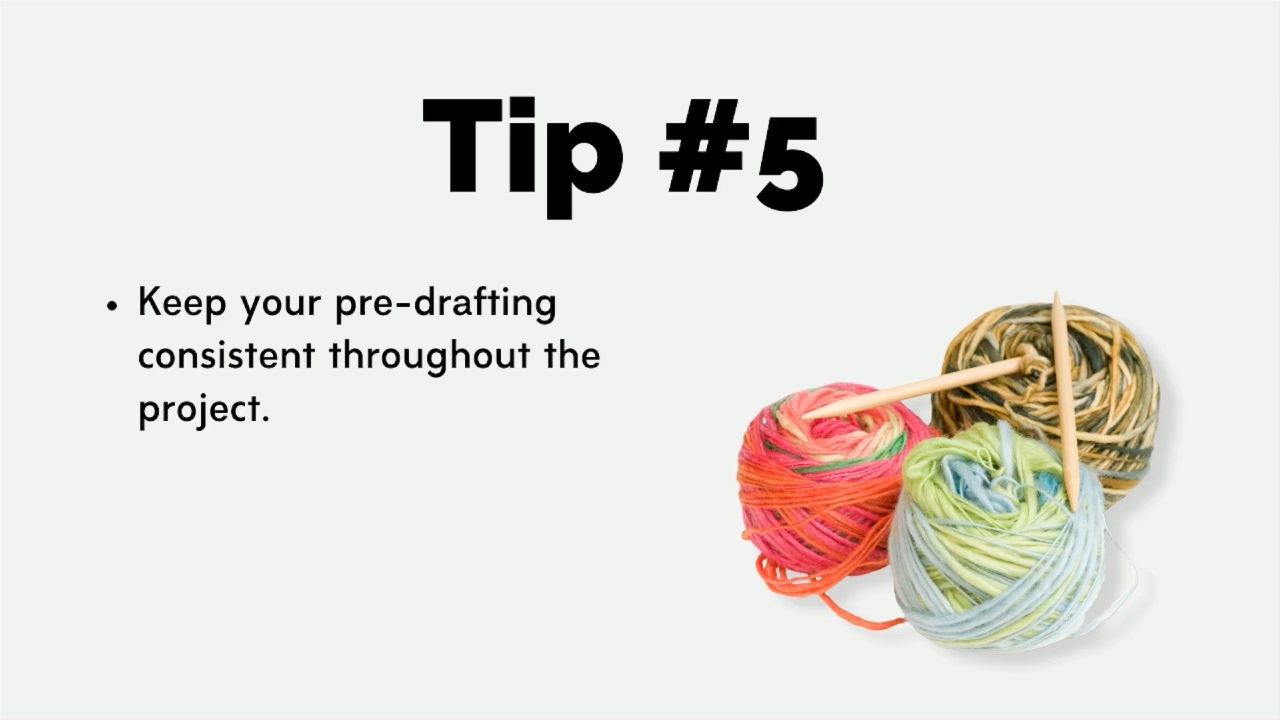 Tip #5
• Keep your pre-drafting
consistent throughout the
project.